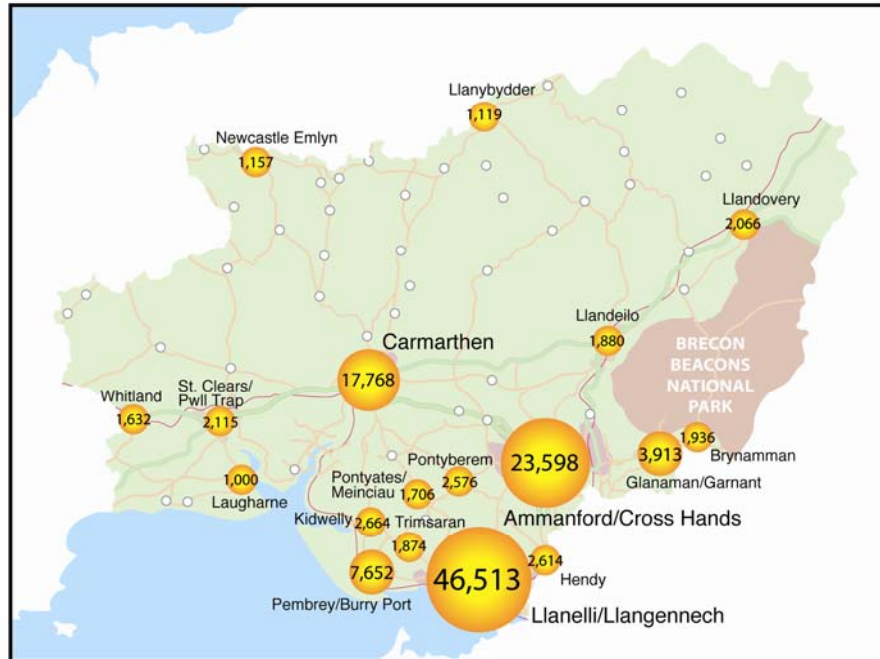 Llanybydder
1,119
Newcastle Emlyn
1,157
Llandovery
2,066
Llandeilo
1,880
BRECON
BEACONS
NATIONAL
PARK
Carmarthen
17,768
Whitland
1,632
St. Clears/
Pwll Trap
2,115
1,000
Laugharne
Pontyberem
2,576
Pontyates/
Meinciau
1,706
Kidwelly
2,664
Trimsaran
1,874
7,652
Pembrey/Burry Port
23,598
Ammanford/Cross Hands
3,913
Glanaman/Garnant
1,936
Brynamman
46,513
Llanelli/Llangennech
2,614
Hendy